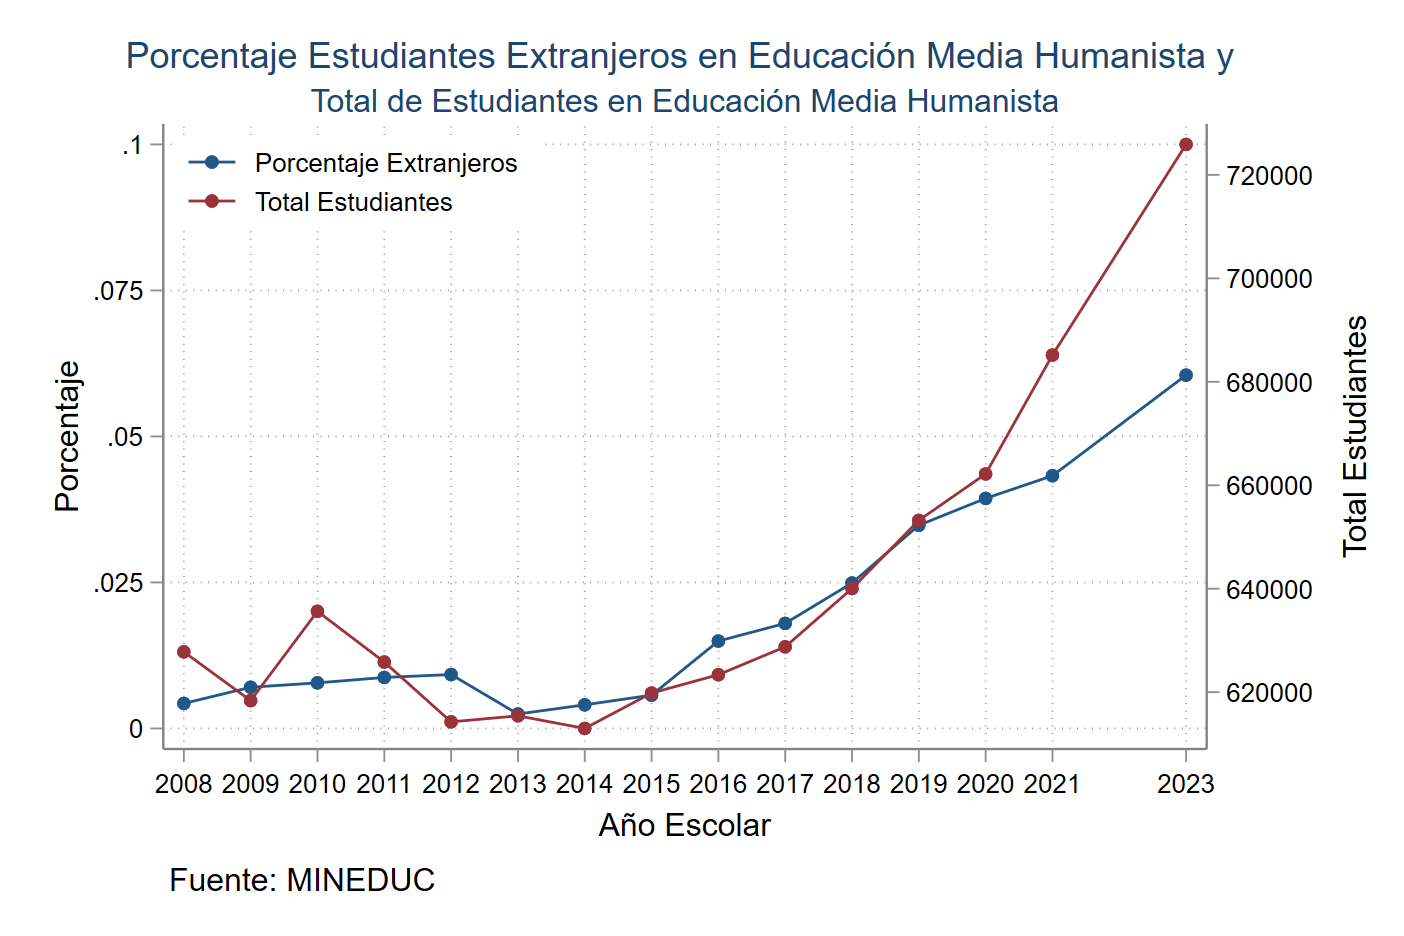 Porcentaje Estudiantes Extranjeros en Educación Media Humanista y
Total de Estudiantes en Educación Media Humanista
Porcentaje Extranjeros
Total Estudiantes
Porcentaje
.1
.075
.05
.025
0
720000
700000
680000
660000
640000
620000
Total Estudiantes
2008 2009 2010 2011 2012 2013 2014 2015 2016 2017 2018 2019 2020 2021 2023
Año Escolar
Fuente: MINEDUC